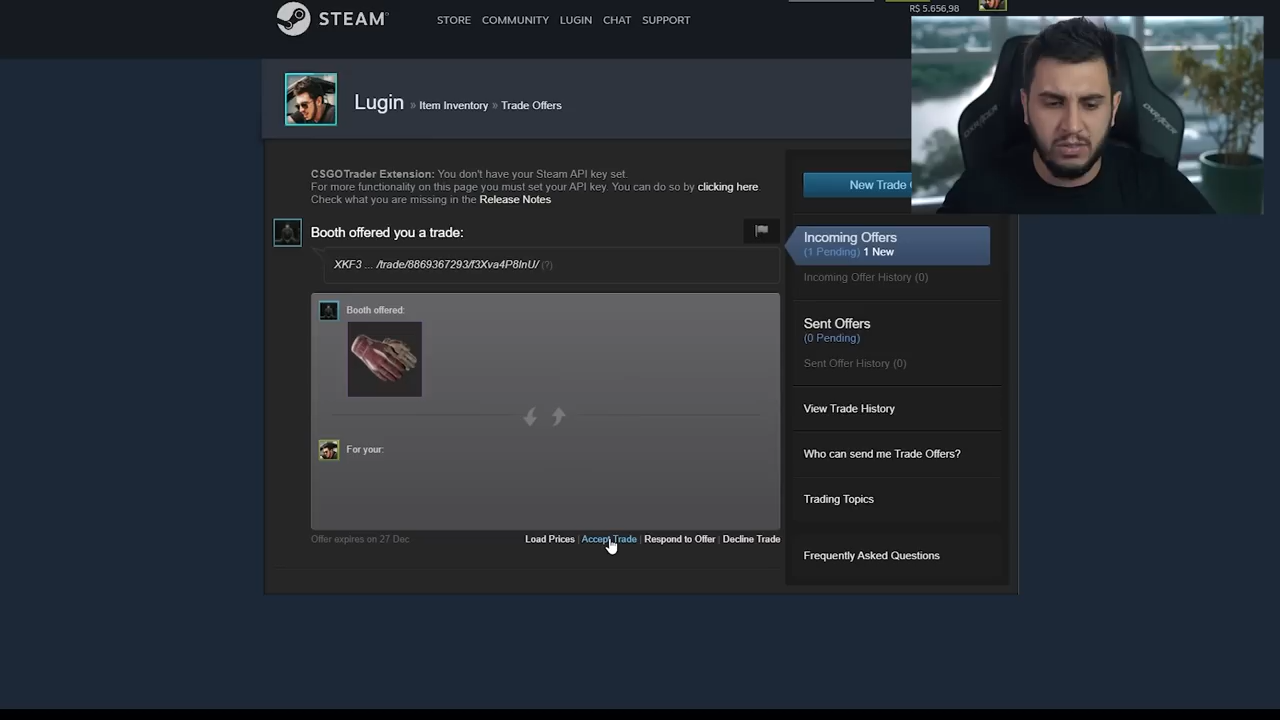 R$ 5.656,98
STEAM
STORE COMMUNITY LUGIN CHAT SUPPORT
Lugin » Item Inventory » Trade Offers
CSGOTrader Extension: You don't have your Steam API key set.
For more functionality on this page you must set your API key. You can do so by clicking here
Check what you are missing in the Release Notes
Booth offered you a trade:
XKF3 ... /trade/8869367293/f3Xva4P8InU/ (?)
Booth offered:
For your:
Offer expires on 27 Dec
Load Prices | Accept Trade | Respond to Offer | Decline Trade
New Trade
Incoming Offers
(1 Pending) 1 New
Incoming Offer History (0)
Sent Offers
(0 Pending)
Sent Offer History (0)
View Trade History
Who can send me Trade Offers?
Trading Topics
Frequently Asked Questions